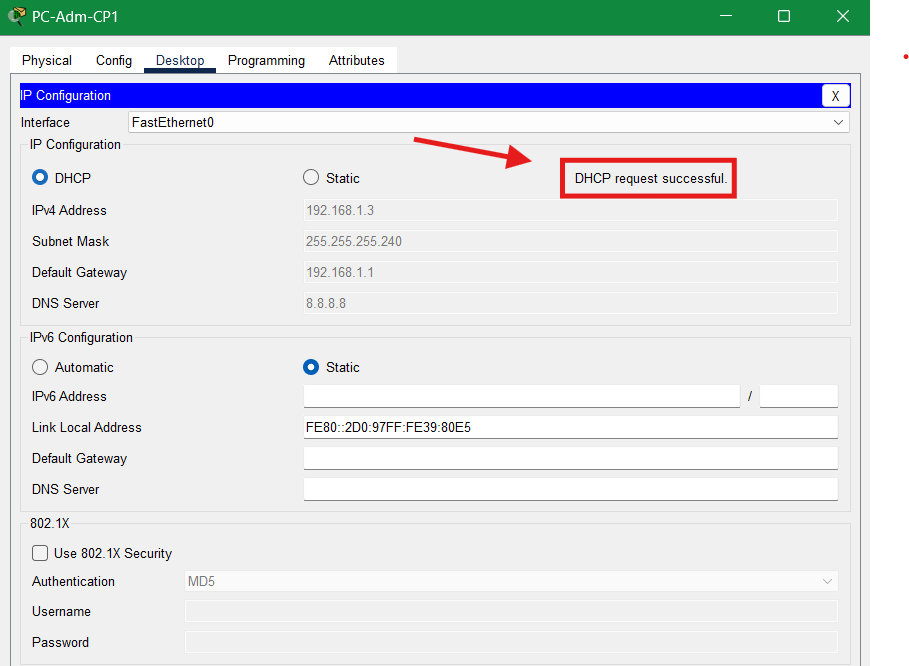 PC-Adm-CP1
Physical Config Desktop Programming Attributes
IP Configuration X
Interface FastEthernet0
IP Configuration
DHCP Static DHCP request successful.
IPv4 Address 192.168.1.3
Subnet Mask 255.255.255.240
Default Gateway 192.168.1.1
DNS Server 8.8.8.8
IPv6 Configuration
Automatic Static
IPv6 Address /
Link Local Address FE80::2D0:97FF:FE39:80E5
Default Gateway
DNS Server
802.1X
Use 802.1X Security
Authentication MD5
Username
Password